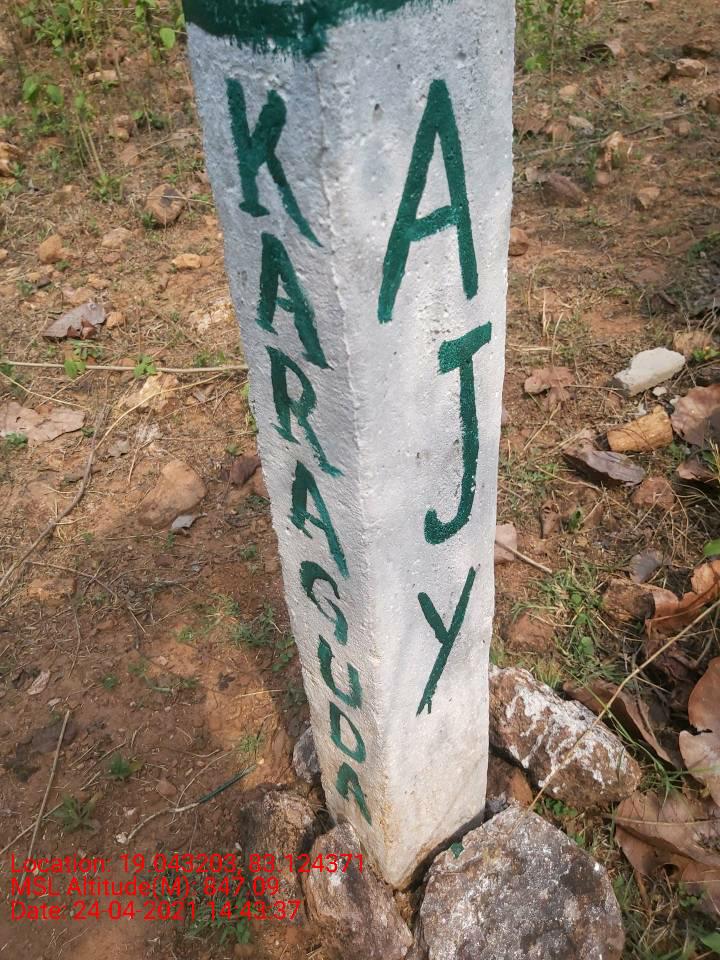 KARAGUDA
AJY
Location: 19.043203, 83.124371
MSL Altitude(M): 647.09
Date: 24-04-2021 14:43:37